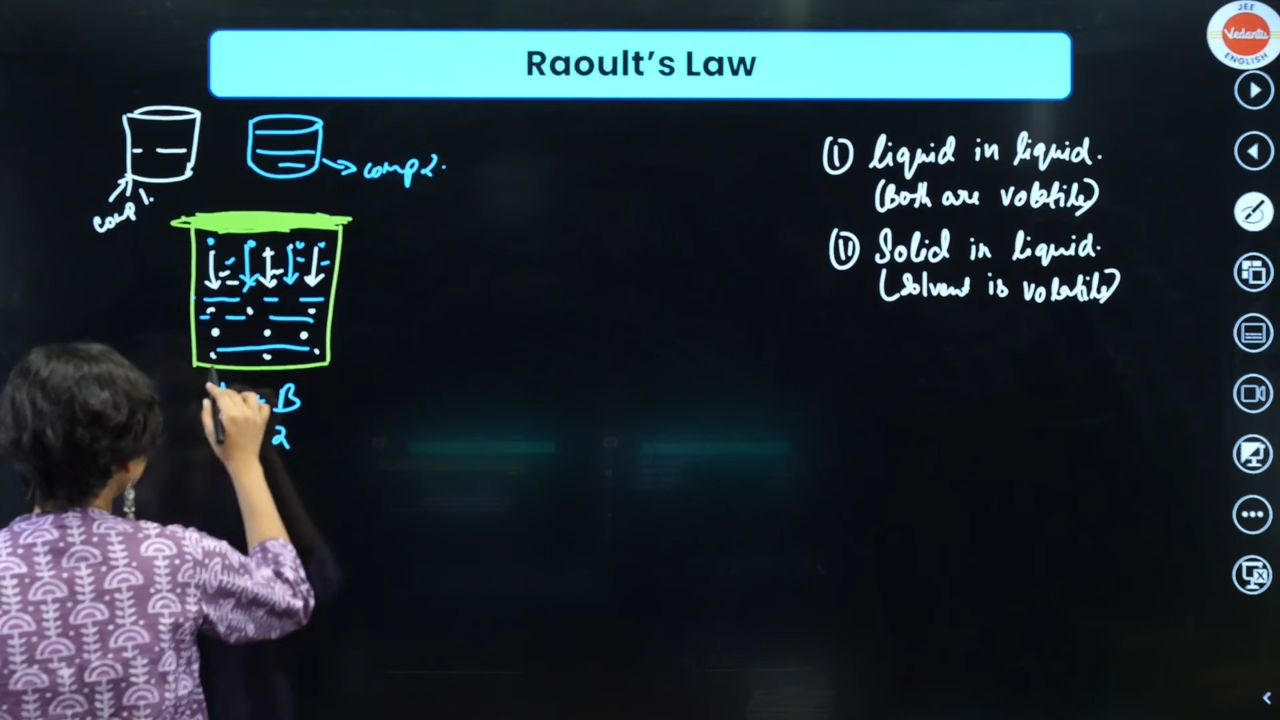 Raoult's Law
JEE
Vedantu
ENGLISH
comp 1.
comp 2.
(I) liquid in liquid.
(Both are volatile)
(II) Solid in liquid.
(Solvent is volatile)
B
2